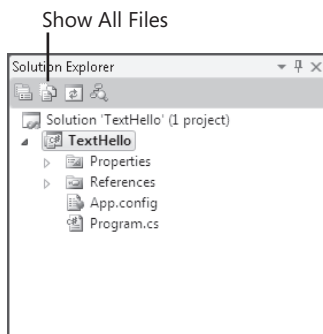 Show All Files
Solution Explorer
Solution 'TextHello' (1 project)
TextHello
Properties
References
App.config
Program.cs